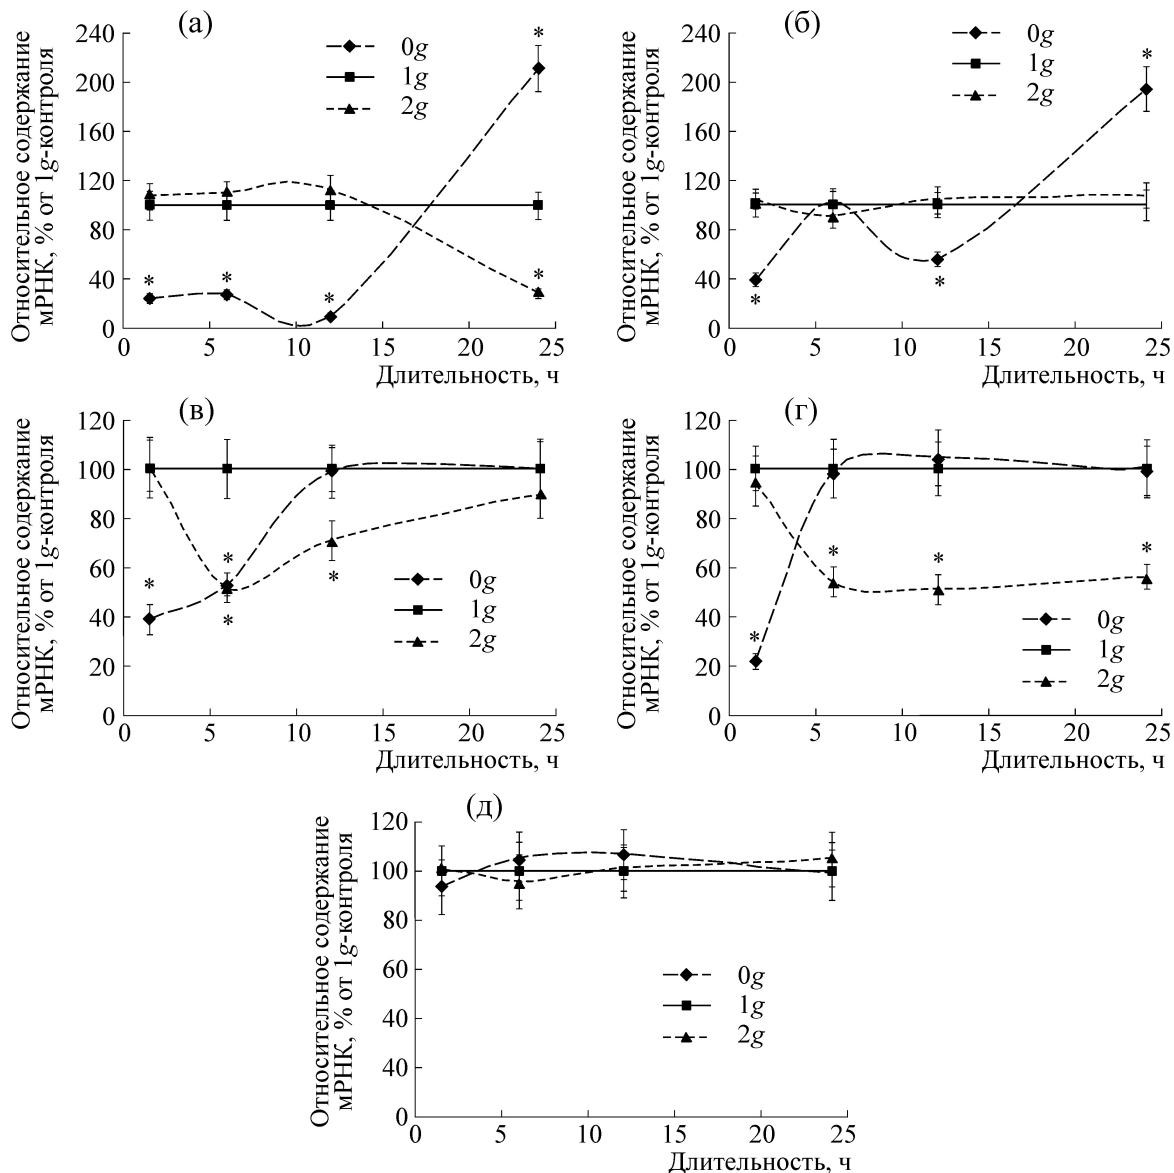 (а)
Относительное содержание
мРНК, % от 1g-контроля
240
200
160
120
80
40
0
0g
1g
2g
*
*
*
*
*
0 5 10 15 20 25
Длительность, ч
(б)
Относительное содержание
мРНК, % от 1g-контроля
240
200
160
120
80
40
0
0g
1g
2g
*
*
*
0 5 10 15 20 25
Длительность, ч
(в)
Относительное содержание
мРНК, % от 1g-контроля
120
100
80
60
40
20
0
*
*
*
*
0g
1g
2g
0 5 10 15 20 25
Длительность, ч
(г)
Относительное содержание
мРНК, % от 1g-контроля
120
100
80
60
40
20
0
*
*
*
*
0g
1g
2g
0 5 10 15 20 25
Длительность, ч
(д)
Относительное содержание
мРНК, % от 1g-контроля
120
100
80
60
40
20
0
0g
1g
2g
0 5 10 15 20 25
Длительность, ч